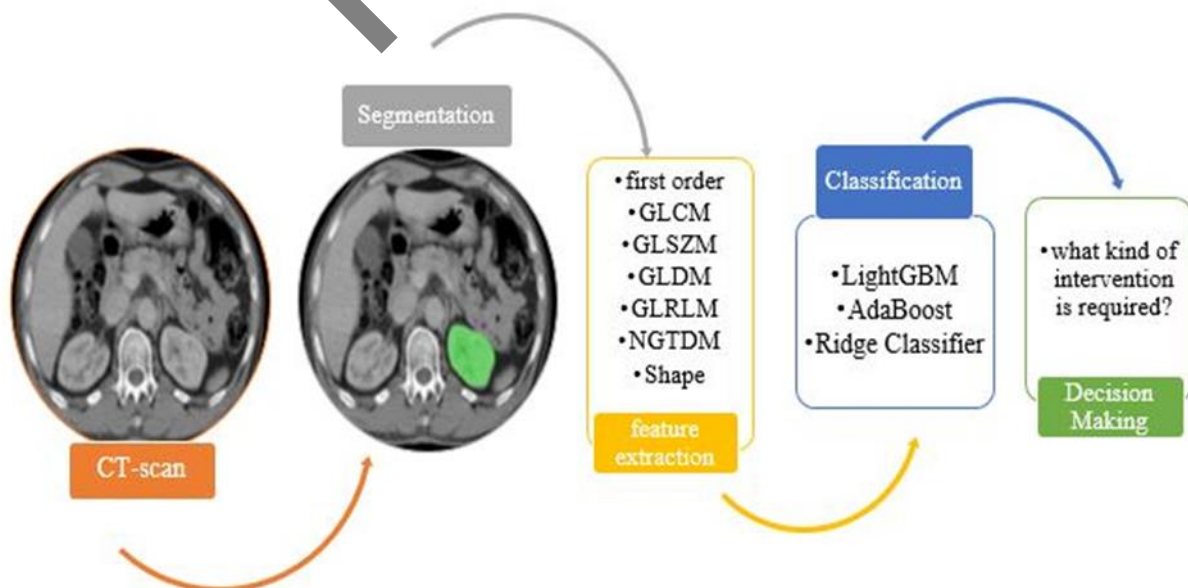 CT-scan
Segmentation
•first order
•GLCM
•GLSZM
•GLDM
•GLRLM
•NGTDM
•Shape
feature
extraction
Classification
•LightGBM
•AdaBoost
•Ridge Classifier
•what kind of
intervention
is required?
Decision
Making